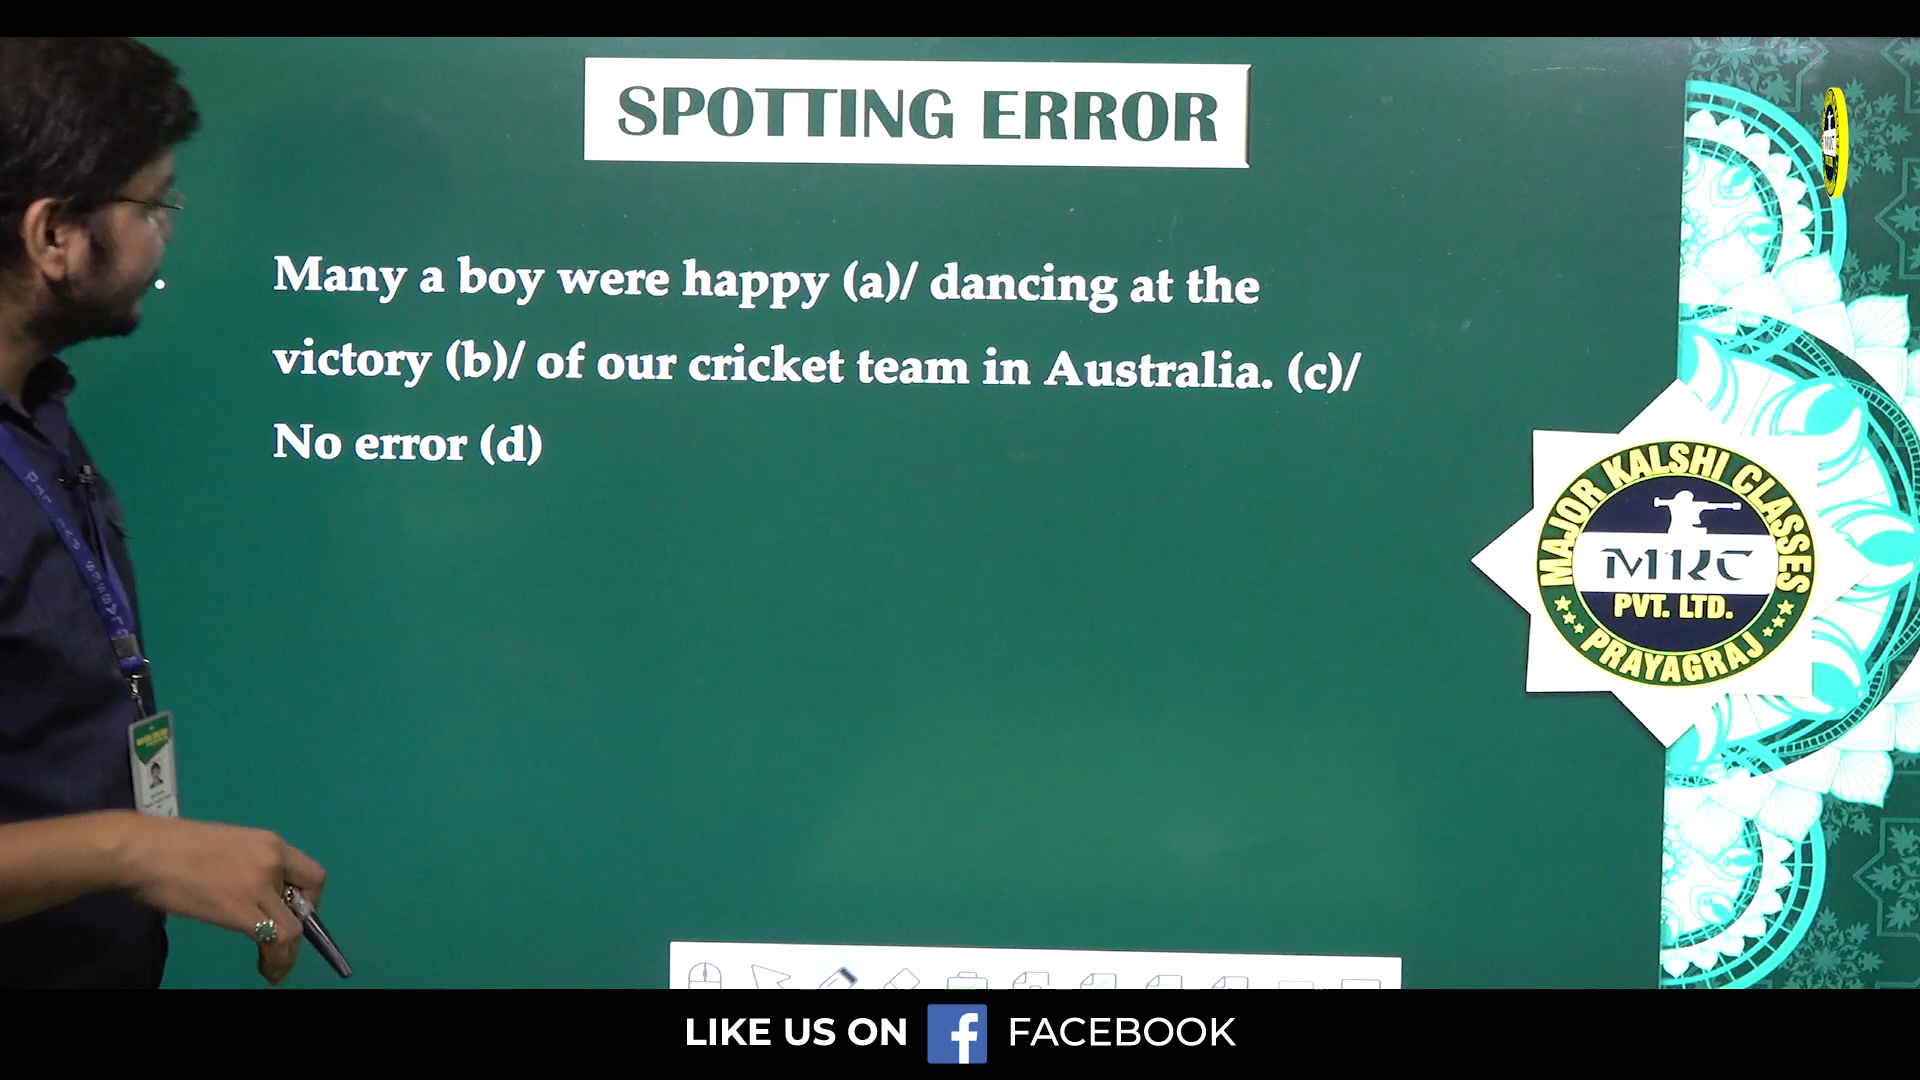 SPOTTING ERROR
Many a boy were happy (a)/ dancing at the
victory (b)/ of our cricket team in Australia. (c)/
No error (d)
MAJOR KALSHI CLASSES
MKC
PVT. LTD.
PRAYAGRAJ
LIKE US ON f FACEBOOK